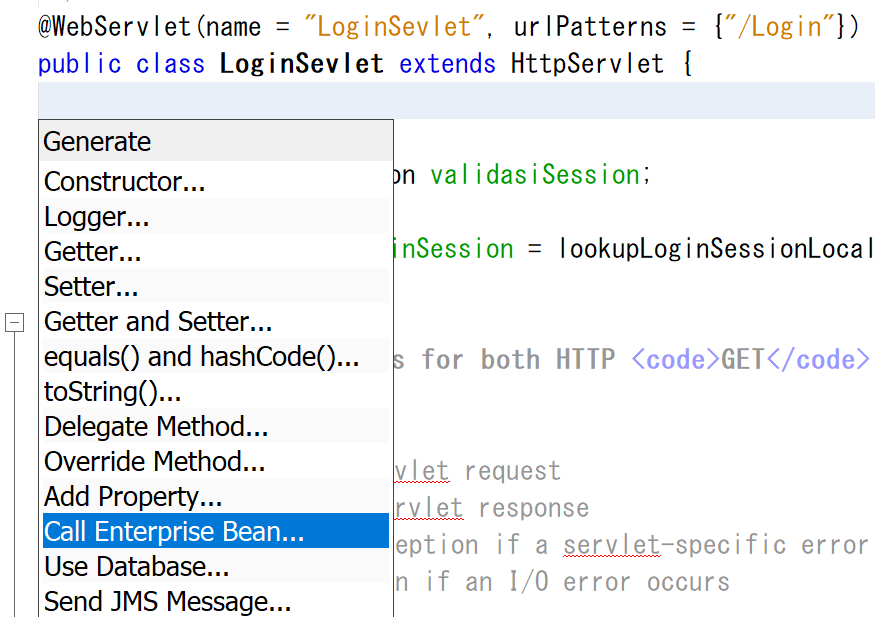 @WebServlet(name = "LoginSevlet", urlPatterns = {"/Login"})
public class LoginSevlet extends HttpServlet {
Generate
Constructor...
on validasiSession;
Logger...
Getter...
inSession = lookupLoginSessionLocal
Setter...
Getter and Setter...
equals() and hashCode()...
s for both HTTP <code>GET</code>
toString()...
Delegate Method...
Override Method...
vlet request
Add Property...
rvlet response
Call Enterprise Bean...
eption if a servlet-specific error
Use Database...
n if an I/O error occurs
Send JMS Message...